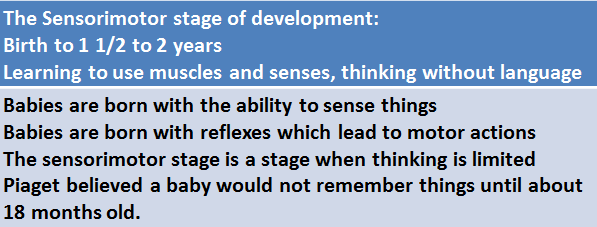 The Sensorimotor stage of development:
Birth to 1 1/2 to 2 years
Learning to use muscles and senses, thinking without language
Babies are born with the ability to sense things
Babies are born with reflexes which lead to motor actions
The sensorimotor stage is a stage when thinking is limited
Piaget believed a baby would not remember things until about
18 months old.